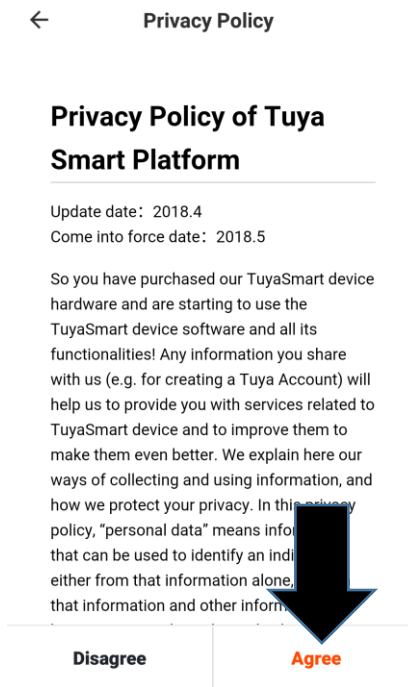 Privacy Policy
Privacy Policy of Tuya
Smart Platform
Update date：2018.4
Come into force date：2018.5
So you have purchased our TuyaSmart device
hardware and are starting to use the
TuyaSmart device software and all its
functionalities! Any information you share
with us (e.g. for creating a Tuya Account) will
help us to provide you with services related to
TuyaSmart device and to improve them to
make them even better. We explain here our
ways of collecting and using information, and
how we protect your privacy. In this privacy
policy, “personal data” means
that can be used to identify an
either from that information alone,
that information and other
Disagree
Agree